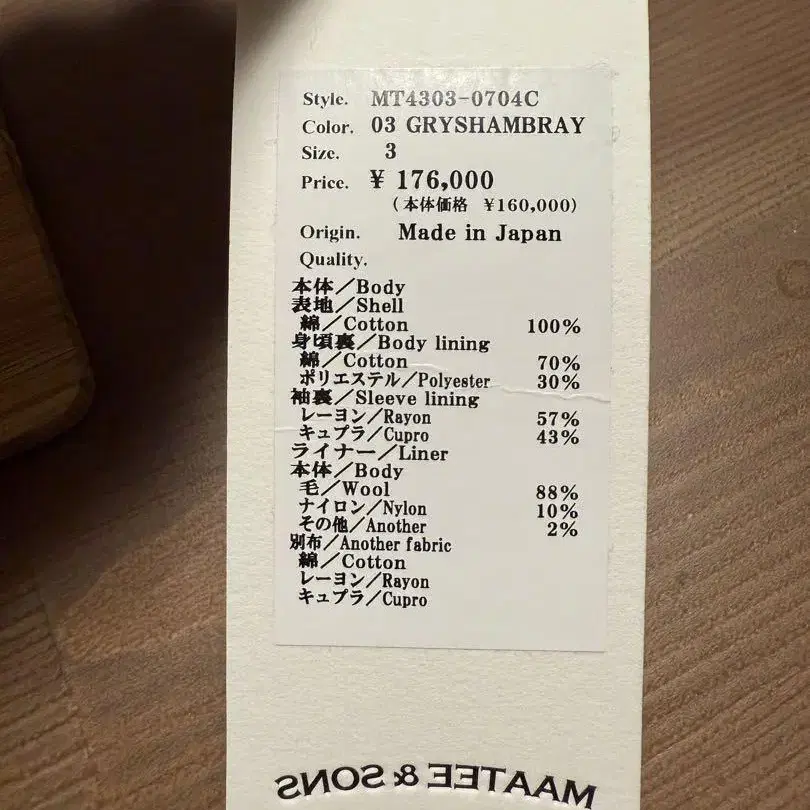 Style. MT4303-0704C
Color. 03 GRYSHAMBRAY
Size. 3
Price. ¥ 176,000
(本体価格 ¥160,000)
Origin. Made in Japan
Quality.
本体/Body
表地/Shell
綿/Cotton 100%
身頃裏/Body lining
綿/Cotton 70%
ポリエステル/Polyester 30%
袖裏/Sleeve lining
レーヨン/Rayon 57%
キュプラ/Cupro 43%
ライナー/Liner
本体/Body
毛/Wool 88%
ナイロン/Nylon 10%
その他/Another 2%
別布/Another fabric
綿/Cotton
レーヨン/Rayon
キュプラ/Cupro
MAATEE & SONS